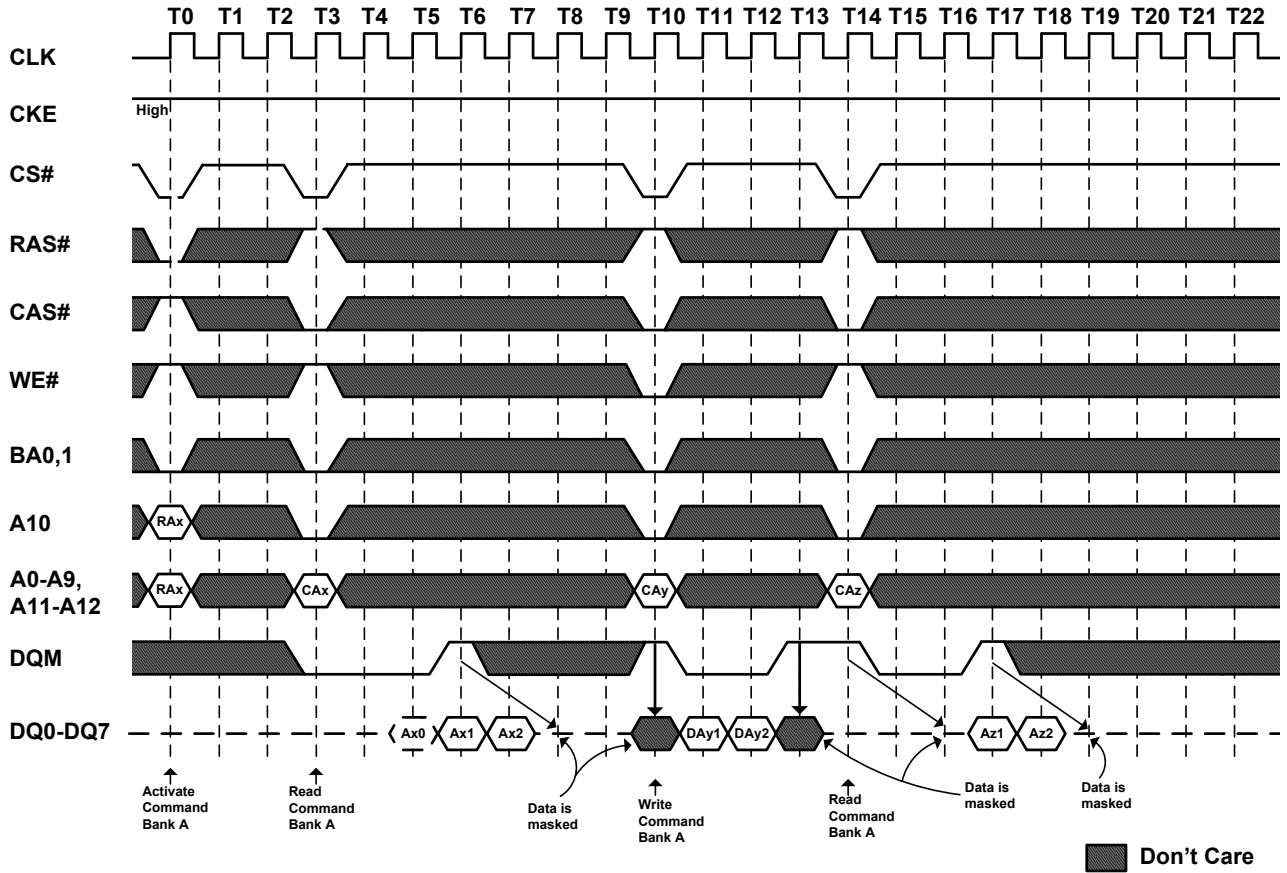 T0 T1 T2 T3 T4 T5 T6 T7 T8 T9 T10 T11 T12 T13 T14 T15 T16 T17 T18 T19 T20 T21 T22
CLK
CKE
High
CS#
RAS#
CAS#
WE#
BA0,1
A10
RAx
A0-A9,
A11-A12
RAx CAx CAy CAz
DQM
DQ0-DQ7
Ax0 Ax1 Ax2 DAy1 DAy2 Az1 Az2
Activate
Command
Bank A
Read
Command
Bank A
Data is
masked
Write
Command
Bank A
Read
Command
Bank A
Data is
masked
Data is
masked
Don't Care